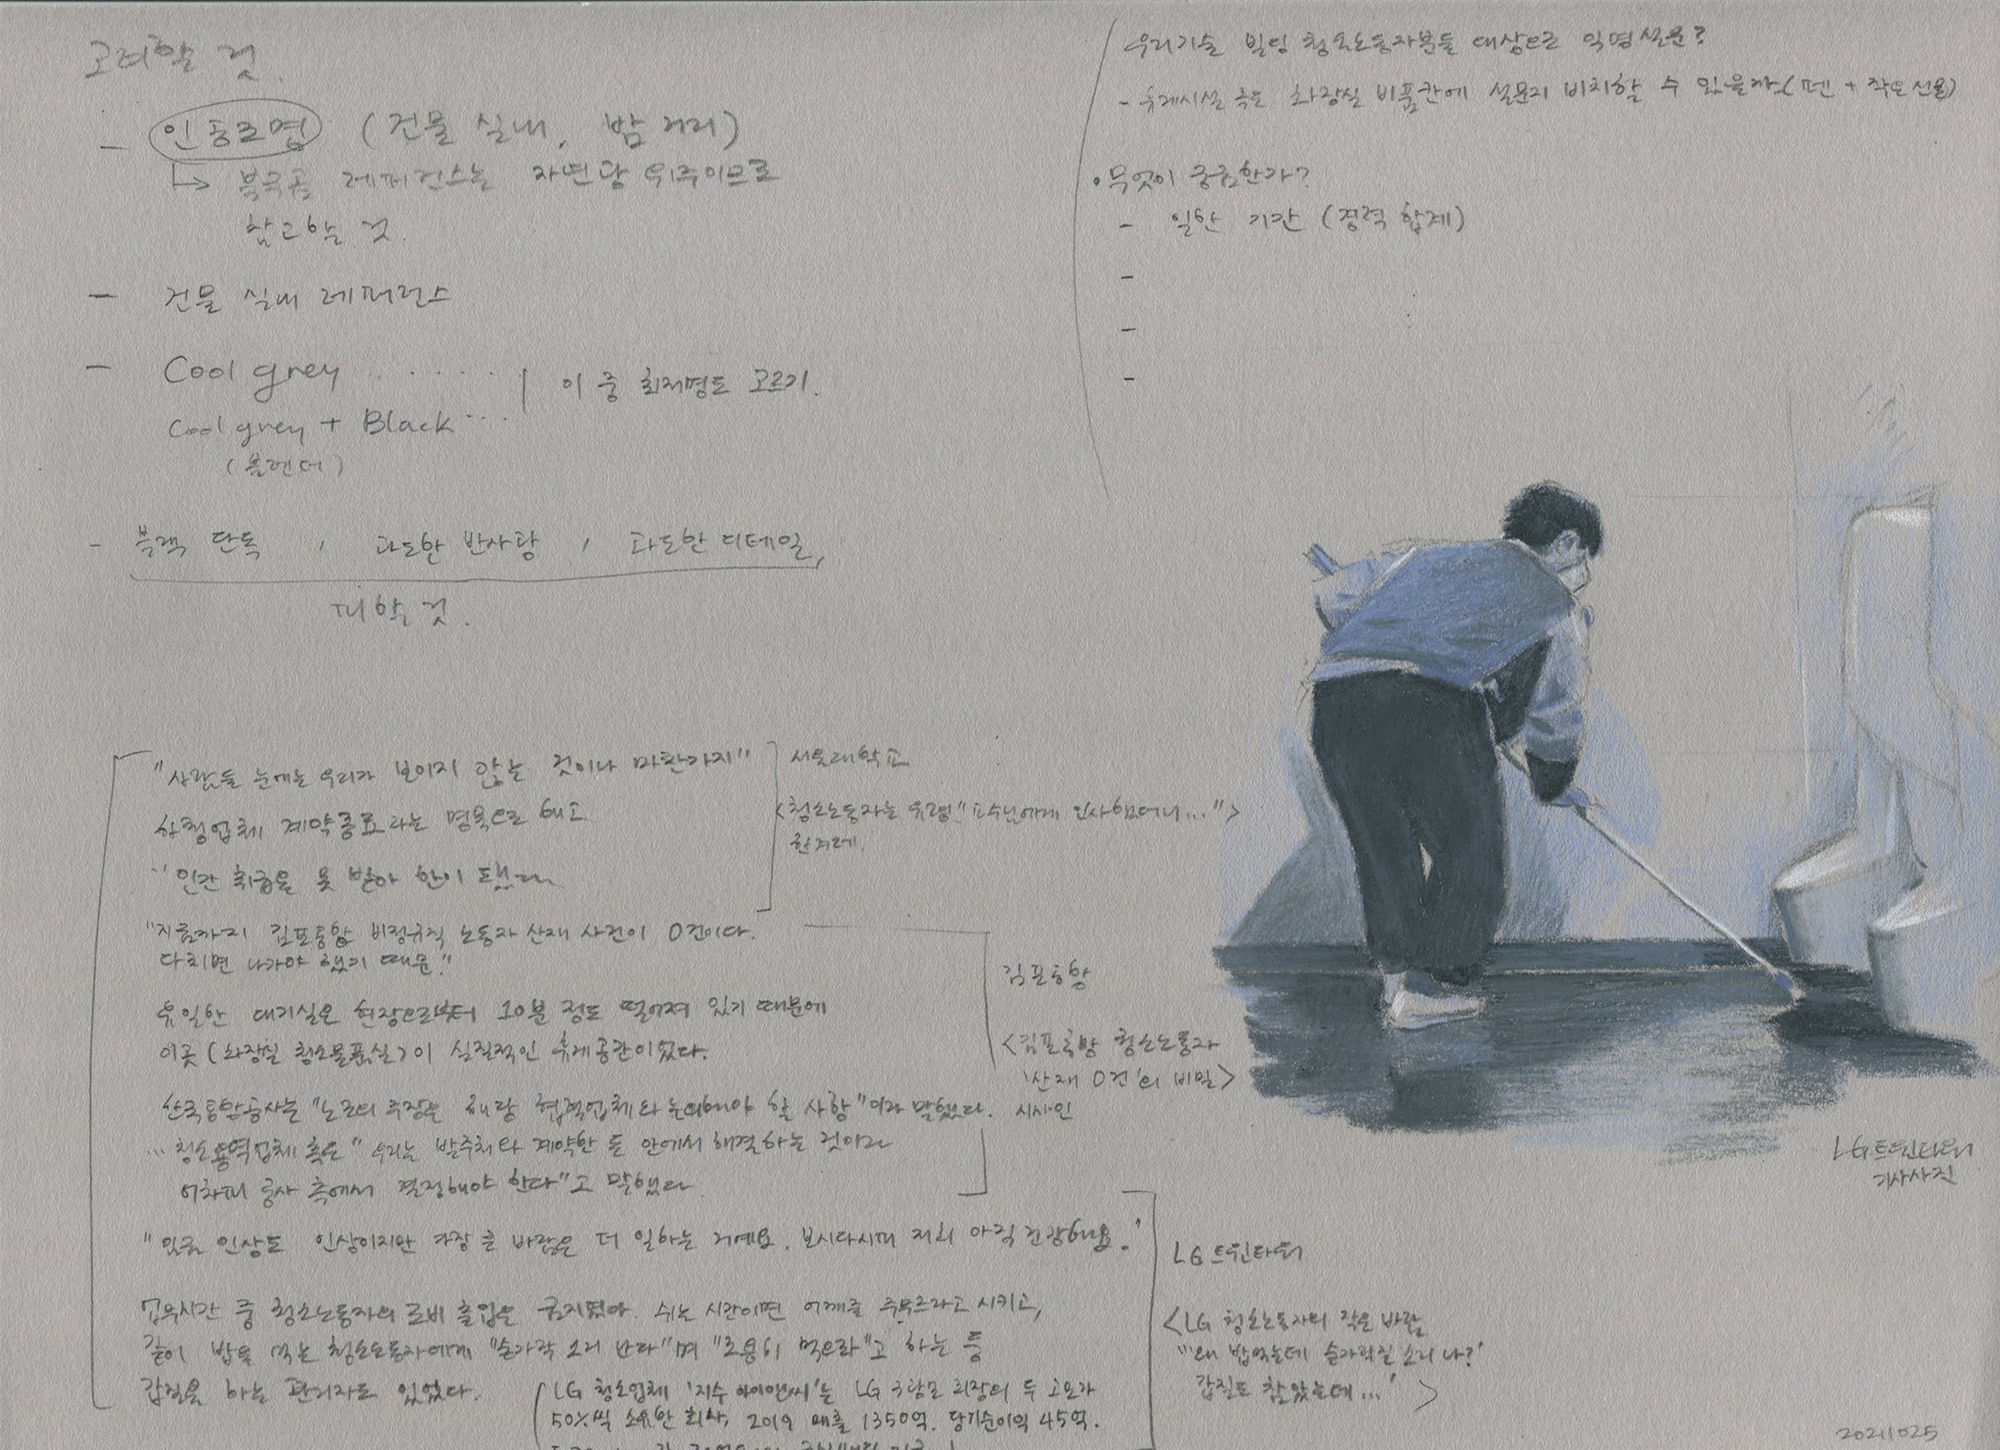 고려할 것.
- 인공조명 (건물 실내, 밤 거리)
↳ 북극곰 레퍼런스는 자연광 위주이므로
참고할 것.
- 건물 실내 레퍼런스
- Cool grey ..... 이 중 최저명도 고르기.
Cool grey + Black ...
(블렌더)
- 블랙 단독, 과도한 반사광, 과도한 디테일,
피할 것.
우리기술 빌딩 청소노동자분들 대상으로 익명설문?
- 휴게시설 혹은 화장실 비품칸에 설문지 비치할 수 있을까 (펜 + 작은 선물)
• 무엇이 궁금한가?
- 일한 기간 (경력 합계)
-
-
-
"사람들 눈에는 우리가 보이지 않는 것이나 마찬가지"
하청업체 계약종료라는 명목으로 해고
"인간 취급을 못 받아 한이 됐다
서울대학교
<청소노동자는 유령" 교수님에게 인사했더니...">
한겨레.
"지금까지 김포공항 비정규직 노동자 산재 사건이 0건이다.
다치면 나가야 했기 때문."
유일한 대기실은 현장으로부터 10분 정도 떨어져 있기 때문에
이곳 (화장실 청소물품실)이 실질적인 휴게공간이었다.
한국공항공사는 "노조의 주장은 해당 협력업체와 논의해야 할 사항"이라 말했다.
... 청소용역업체 측은 "우리는 발주처와 계약한 돈 안에서 해결하는 것이라
어차피 공사 측에서 결정해야 한다"고 말했다.
김포공항
<김포공항 청소노동자
'산재 0건'의 비밀>
시사인
"임금 인상도 인상이지만 가장 큰 바람은 더 일하는 거예요. 보시다시피 저희 아직 건강해요."
업무시간 중 청소노동자의 로비 출입은 금지였다. 쉬는 시간이면 어깨를 주무르라고 시키고,
같이 밥을 먹는 청소노동자에게 "숟가락 소리 난다"며 "조용히 먹으라"고 하는 등
갑질을 하는 관리자도 있었다.
LG 청소업체 '지수 아이앤씨'는 LG 구광모 회장의 두 고모가
50%씩 소유한 회사, 2019 매출 1350억. 당기순이익 45억.
LG트윈타워
<LG 청소노동자의 작은 바람
"'왜 밥먹는데 숟가락질 소리 나?'
갑질도 참았는데...'>
LG트윈타워
기사사진
20211025